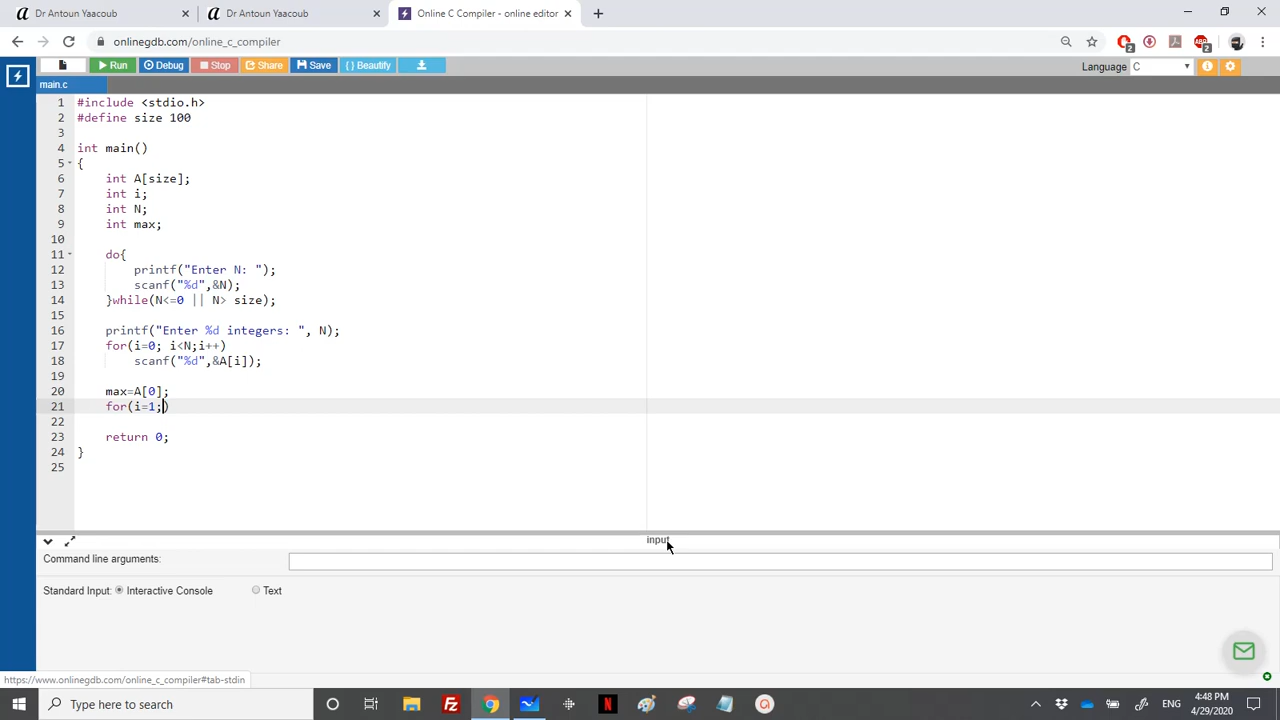 Dr Antoun Yaacoub
Dr Antoun Yaacoub
Online C Compiler - online editor
onlinegdb.com/online_c_compiler
2
2
Run
Debug
Stop
Share
Save
{ } Beautify
Language
C
main.c
1 #include <stdio.h>
2 #define size 100
3
4 int main()
5 {
6 int A[size];
7 int i;
8 int N;
9 int max;
10
11 do{
12 printf("Enter N: ");
13 scanf("%d",&N);
14 }while(N<=0 || N> size);
15
16 printf("Enter %d integers: ", N);
17 for(i=0; i<N;i++)
18 scanf("%d",&A[i]);
19
20 max=A[0];
21 for(i=1;)
22
23 return 0;
24 }
25
input
Command line arguments:
Standard Input: Interactive Console Text
https://www.onlinegdb.com/online_c_compiler#tab-stdin
Type here to search
ENG
4:48 PM
4/29/2020